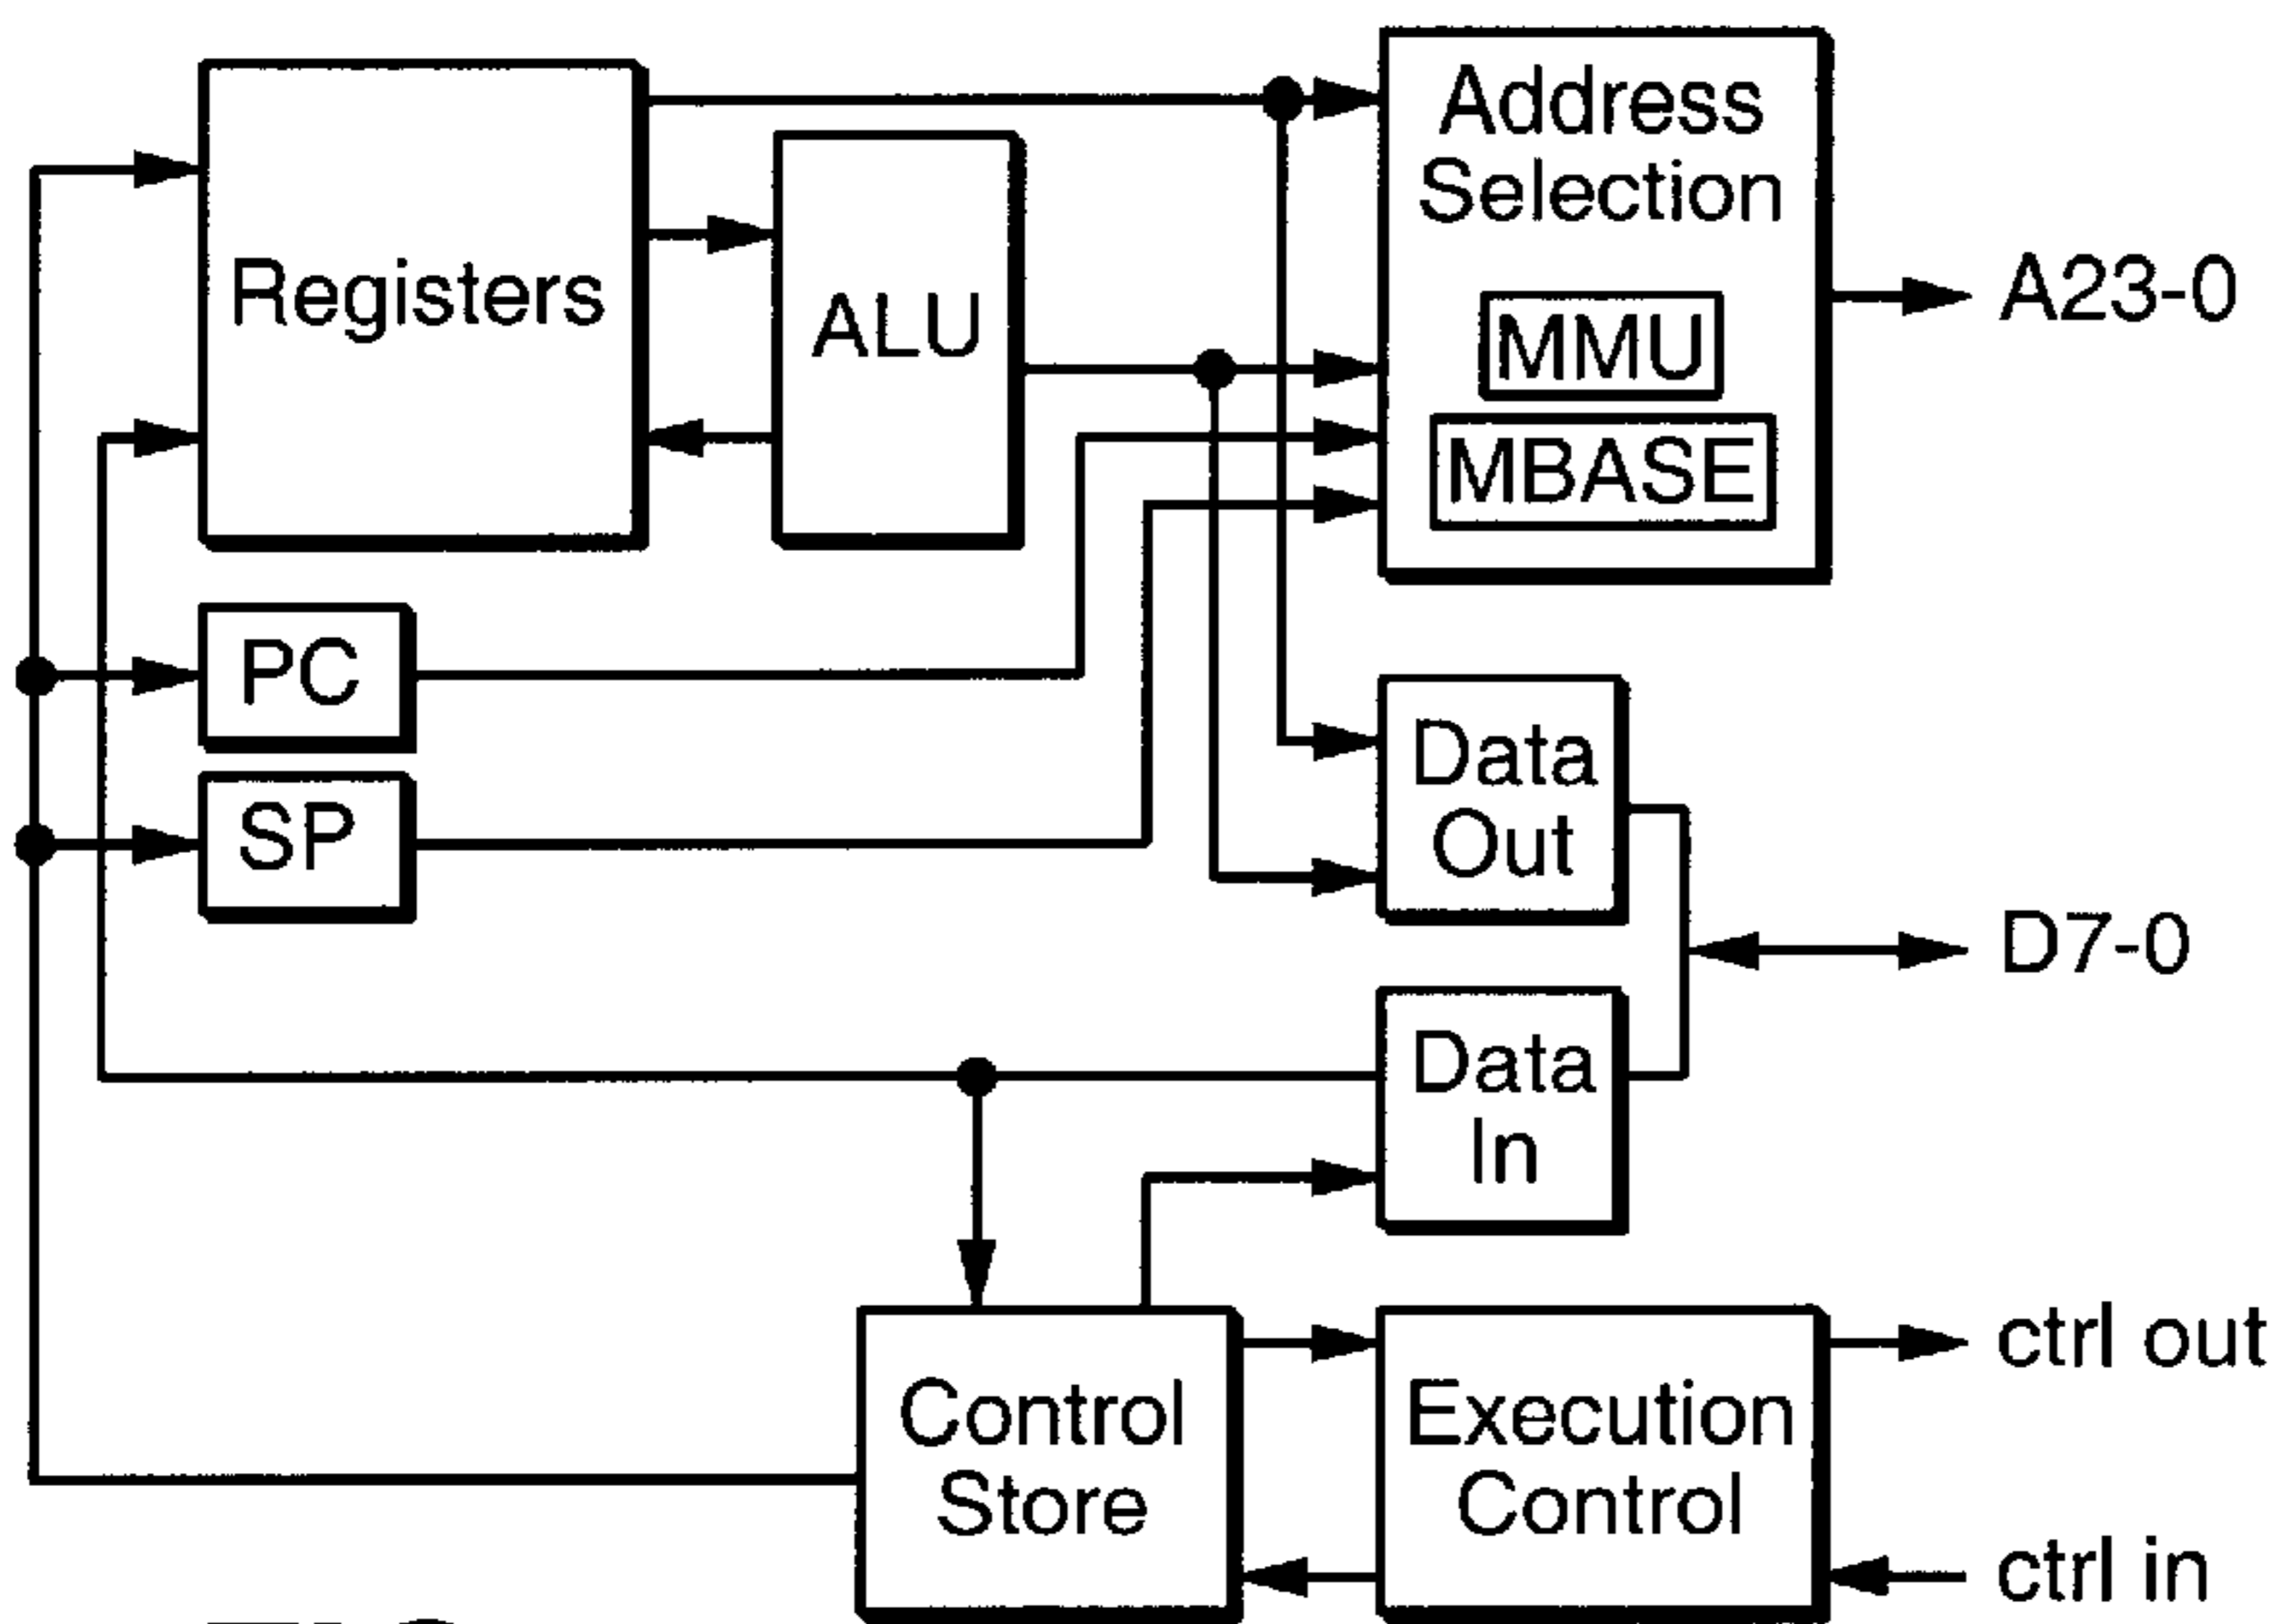 Address
Selection
Registers
ALU
MMU
MBASE
A23-0
PC
SP
Data
Out
D7-0
Data
In
Control
Store
Execution
Control
ctrl out
ctrl in